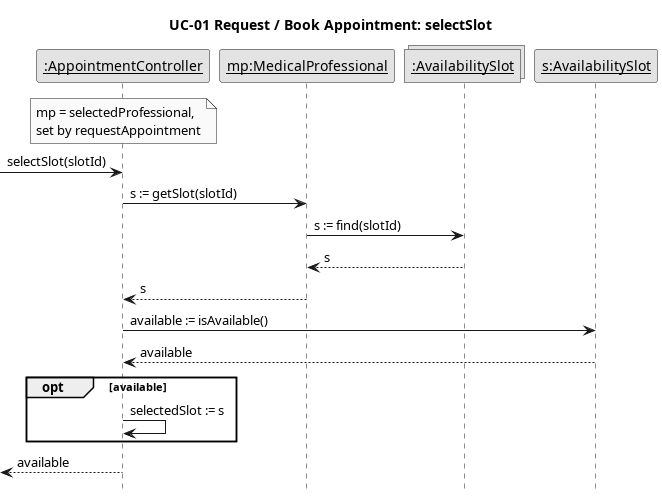 UC-01 Request / Book Appointment: selectSlot
:AppointmentController
mp:MedicalProfessional
:AvailabilitySlot
s:AvailabilitySlot
mp = selectedProfessional,
set by requestAppointment
selectSlot(slotId)
s := getSlot(slotId)
s := find(slotId)
s
s
available := isAvailable()
available
opt
[available]
selectedSlot := s
available